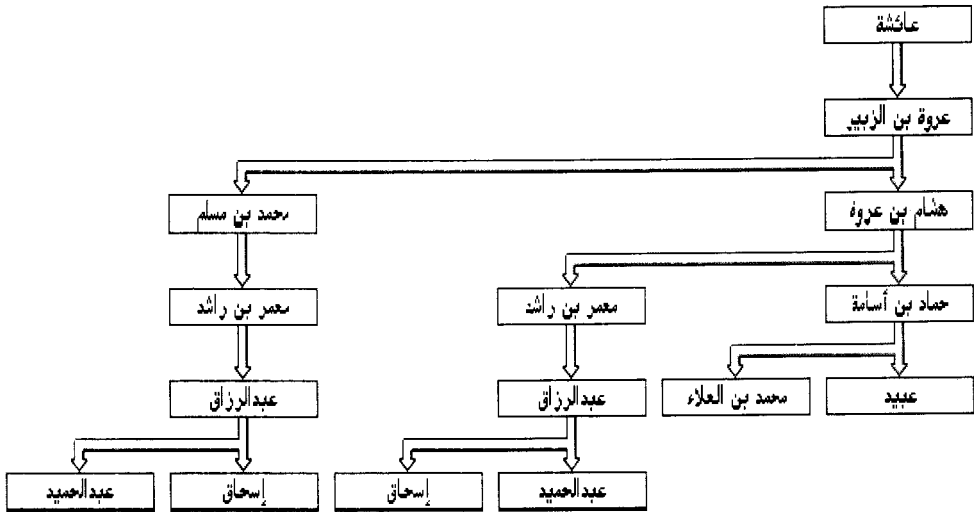 عائشة
عروة بن الزبير
هشام بن عروة
محمد بن مسلم
حماد بن أسامة
معمر بن راشد
معمر بن راشد
عبيد
محمد بن العلاء
عبدالرزاق
عبدالرزاق
عبدالحميد
إسحاق
إسحاق
عبدالحميد